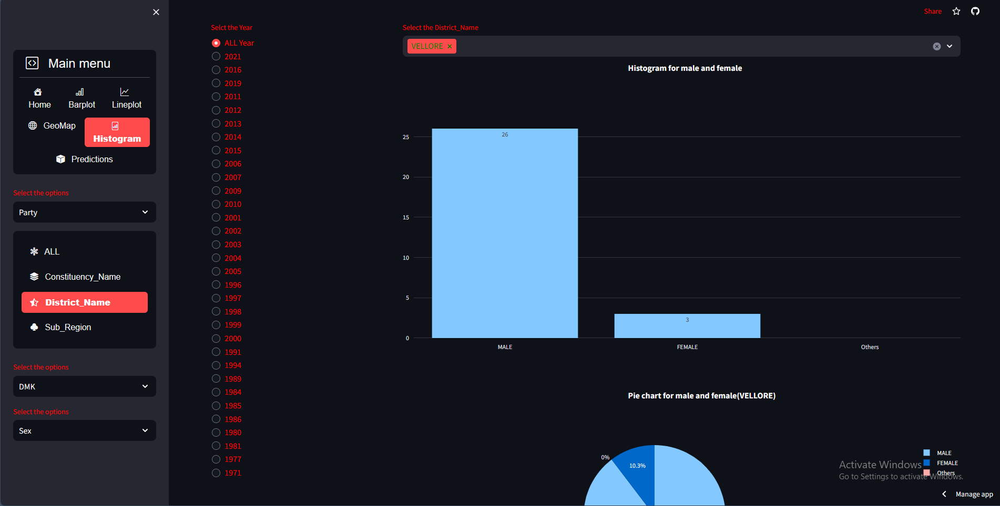 Main menu
Home
Barplot
Lineplot
GeoMap
Histogram
Predictions
Select the options
Party
ALL
Constituency_Name
District_Name
Sub_Region
Select the options
DMK
Select the options
Sex
Share
Selct the Year
ALL Year
2021
2016
2019
2011
2012
2013
2014
2015
2006
2007
2009
2010
2001
2002
2003
2004
2005
1996
1997
1998
1999
2000
1991
1994
1989
1984
1985
1986
1980
1981
1977
1971
Select the District_Name
VELLORE
Histogram for male and female
25
20
15
10
5
0
26
3
MALE
FEMALE
Others
Pie chart for male and female(VELLORE)
0%
10.3%
MALE
FEMALE
Others
Activate Windows
Go to Settings to activate Windows.
Manage app